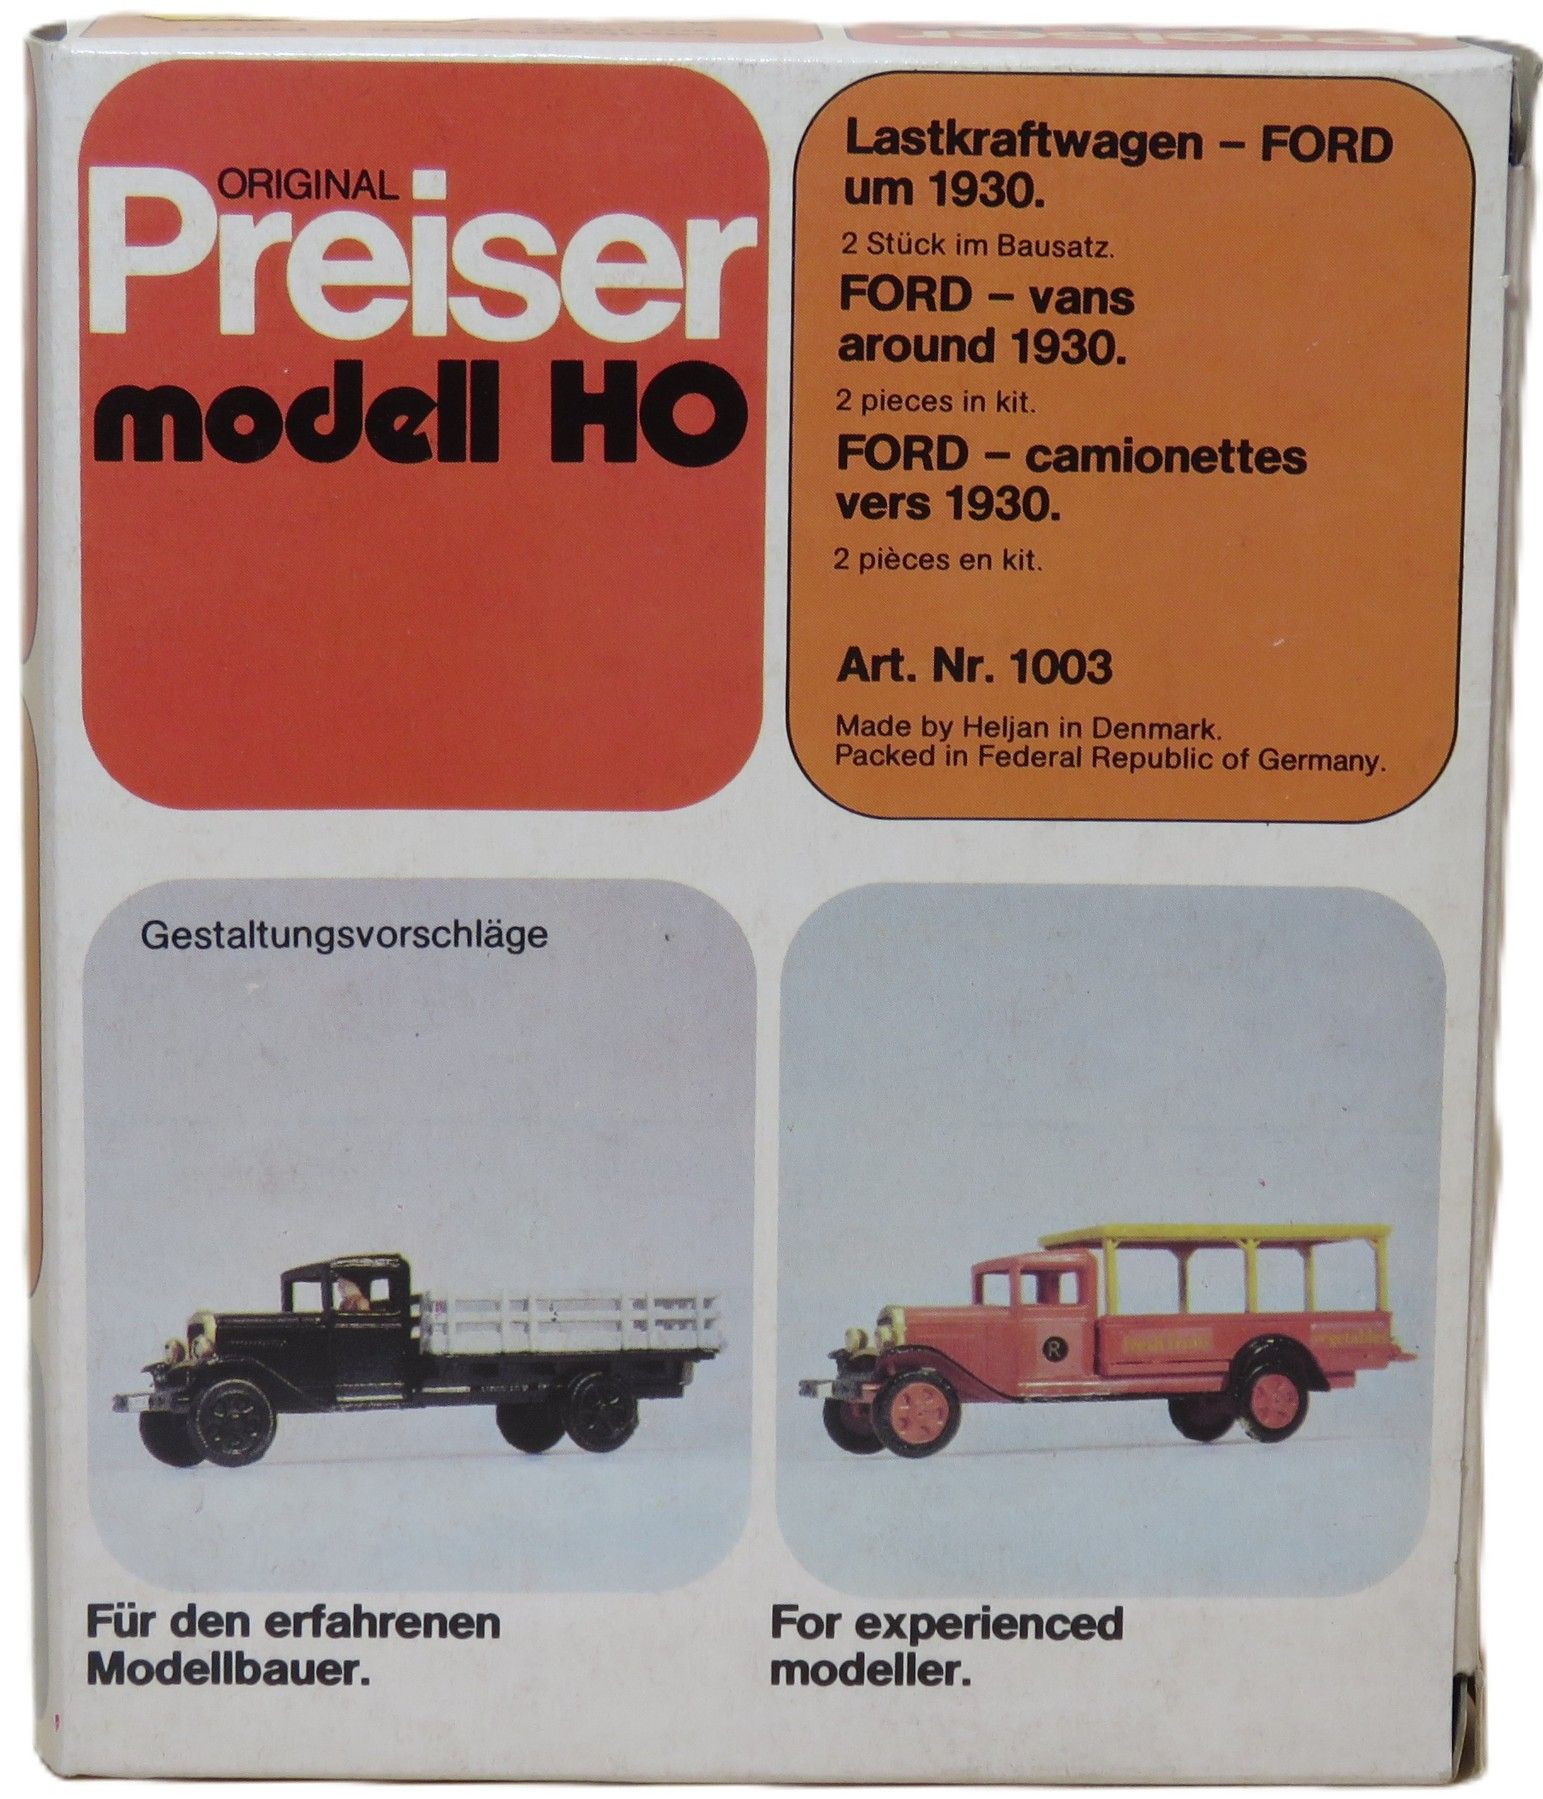 ORIGINAL
Preiser
modell HO
Lastkraftwagen – FORD
um 1930.
2 Stück im Bausatz.
FORD – vans
around 1930.
2 pieces in kit.
FORD – camionettes
vers 1930.
2 pièces en kit.
Art. Nr. 1003
Made by Heljan in Denmark.
Packed in Federal Republic of Germany.
Gestaltungsvorschläge
R
Für den erfahrenen
Modellbauer.
For experienced
modeller.